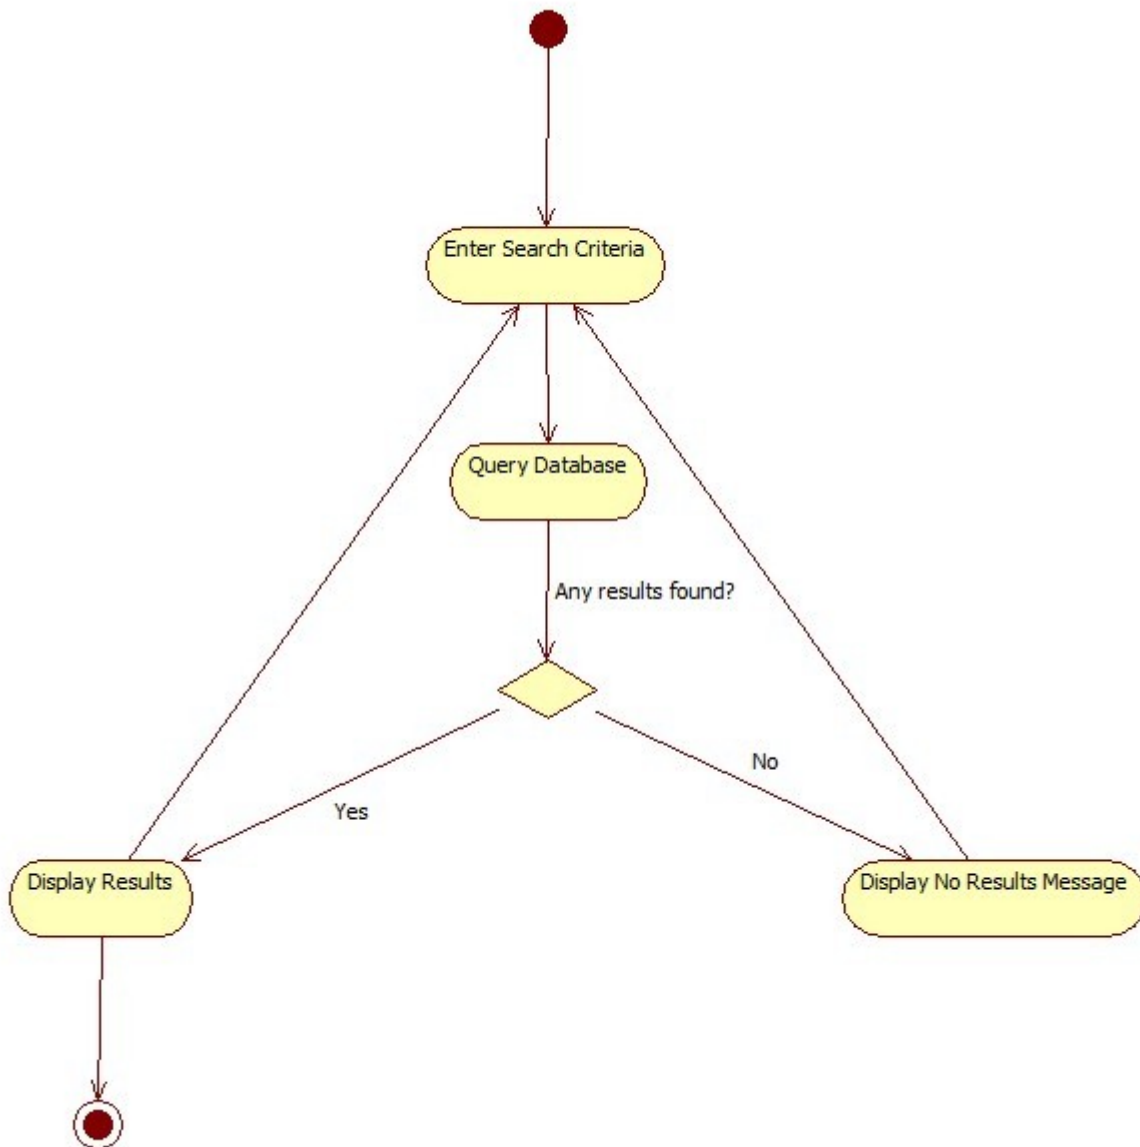 Enter Search Criteria
Query Database
Any results found?
No
Yes
Display Results
Display No Results Message